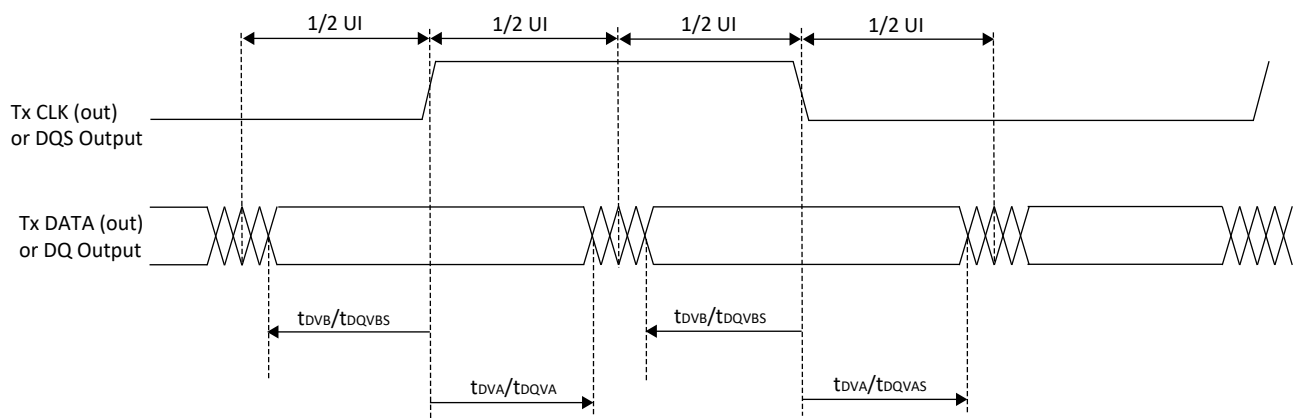 1/2 UI
1/2 UI
1/2 UI
1/2 UI
Tx CLK (out)
or DQS Output
Tx DATA (out)
or DQ Output
tDVB/tDQVBS
tDVB/tDQVBS
tDVA/tDQVA
tDVA/tDQVAS